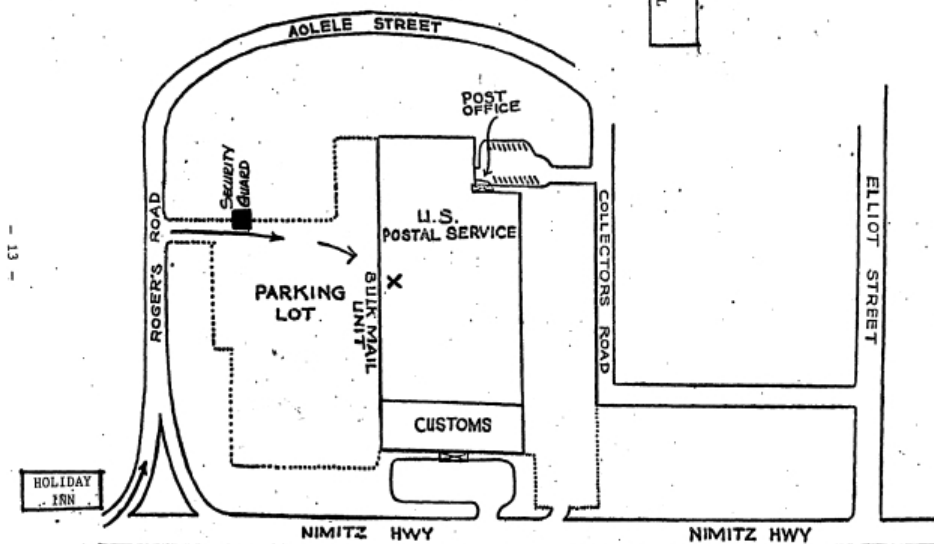 AOLELE STREET
POST
OFFICE
SECURITY
GUARD
ROGER'S ROAD
U.S.
POSTAL SERVICE
X
PARKING
LOT
BULK MAIL
UNIT
COLLECTORS ROAD
ELLIOT STREET
CUSTOMS
HOLIDAY
INN
NIMITZ HWY
NIMITZ HWY
- 13 -